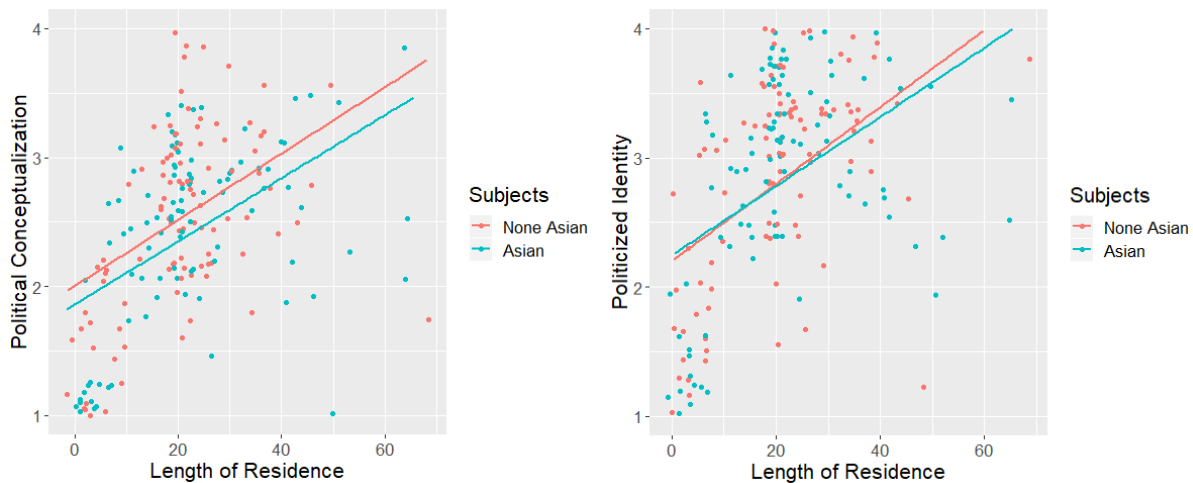 4
3
2
1
Political Conceptualization
0 20 40 60
Length of Residence
Subjects
None Asian
Asian
4
3
2
1
Politicized Identity
0 20 40 60
Length of Residence
Subjects
None Asian
Asian